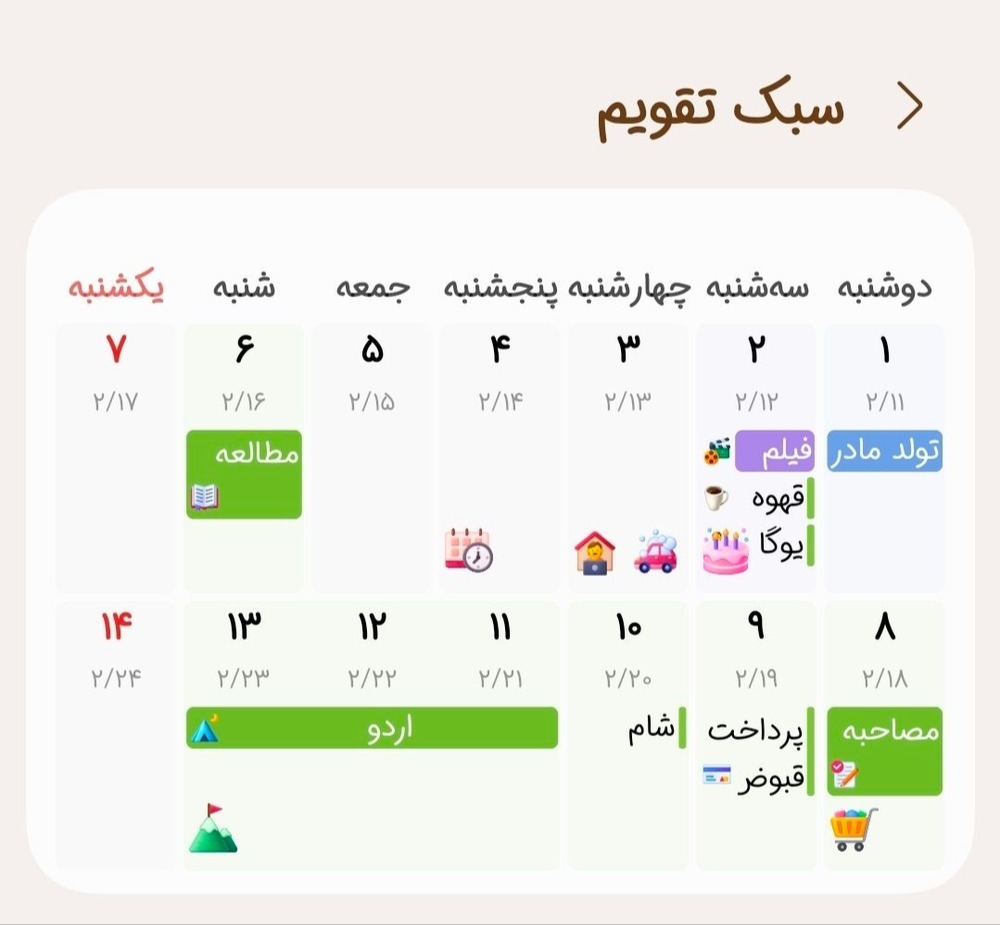 سبک تقویم
دوشنبه سه‌شنبه چهارشنبه پنجشنبه جمعه شنبه یکشنبه
۱ ۲ ۳ ۴ ۵ ۶ ۷
۲/۱۱ ۲/۱۲ ۲/۱۳ ۲/۱۴ ۲/۱۵ ۲/۱۶ ۲/۱۷
تولد مادر فیلم مطالعه
قهوه
یوگا
۸ ۹ ۱۰ ۱۱ ۱۲ ۱۳ ۱۴
۲/۱۸ ۲/۱۹ ۲/۲۰ ۲/۲۱ ۲/۲۲ ۲/۲۳ ۲/۲۴
مصاحبه پرداخت شام اردو
قبوض